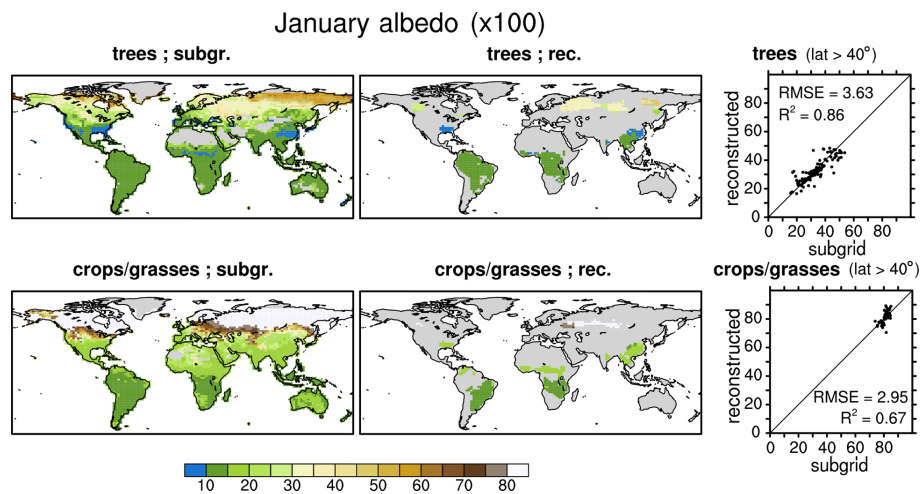 January albedo (x100)
trees ; subgr.
trees ; rec.
trees (lat > 40°)
RMSE = 3.63
R² = 0.86
reconstructed
80
60
40
20
0
0 20 40 60 80
subgrid
crops/grasses ; subgr.
crops/grasses ; rec.
crops/grasses (lat > 40°)
reconstructed
80
60
40
20
0
RMSE = 2.95
R² = 0.67
0 20 40 60 80
subgrid
10 20 30 40 50 60 70 80